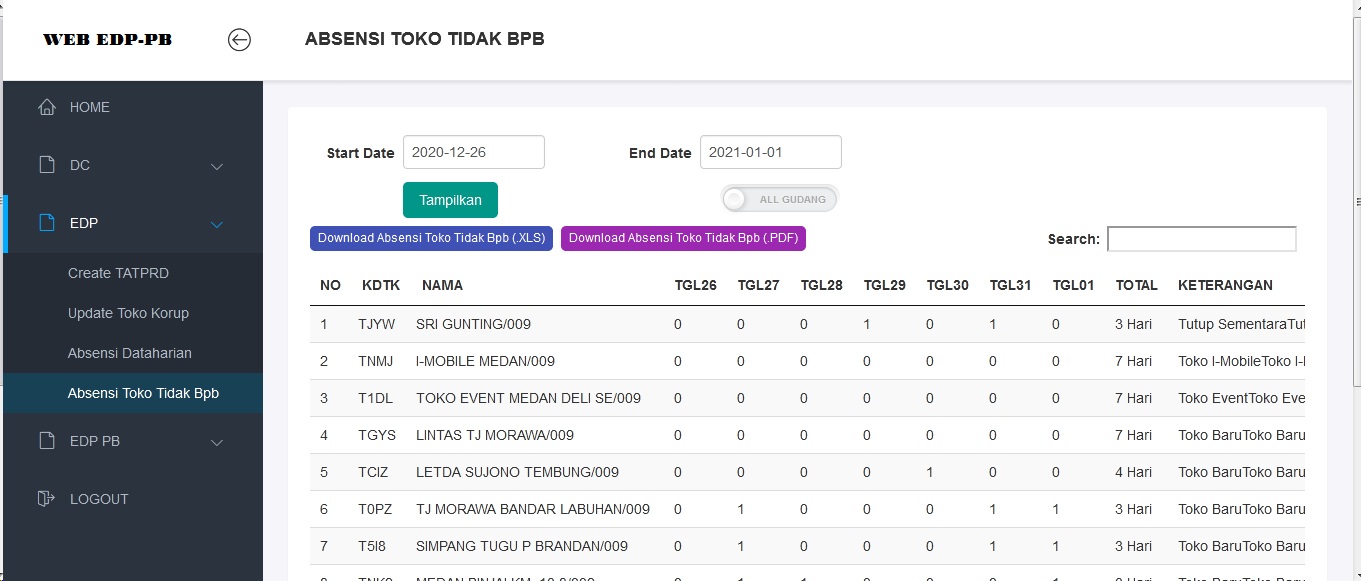 WEB EDP-PB
ABSENSI TOKO TIDAK BPB
HOME
DC
EDP
Create TATPRD
Update Toko Korup
Absensi Dataharian
Absensi Toko Tidak Bpb
EDP PB
LOGOUT
Start Date 2020-12-26 End Date 2021-01-01
Tampilkan ALL GUDANG
Download Absensi Toko Tidak Bpb (.XLS) Download Absensi Toko Tidak Bpb (.PDF) Search:
NO KDTK NAMA TGL26 TGL27 TGL28 TGL29 TGL30 TGL31 TGL01 TOTAL KETERANGAN
1 TJYW SRI GUNTING/009 0 0 0 1 0 1 0 3 Hari Tutup SementaraTut
2 TNMJ I-MOBILE MEDAN/009 0 0 0 0 0 0 0 7 Hari Toko I-MobileToko I-
3 T1DL TOKO EVENT MEDAN DELI SE/009 0 0 0 0 0 0 0 7 Hari Toko EventToko Eve
4 TGYS LINTAS TJ MORAWA/009 0 0 0 0 0 0 0 7 Hari Toko BaruToko Baru
5 TCIZ LETDA SUJONO TEMBUNG/009 0 0 0 0 1 0 0 4 Hari Toko BaruToko Baru
6 T0PZ TJ MORAWA BANDAR LABUHAN/009 0 1 0 0 0 1 1 3 Hari Toko BaruToko Baru
7 T5I8 SIMPANG TUGU P BRANDAN/009 0 1 0 0 0 1 1 3 Hari Toko BaruToko Baru